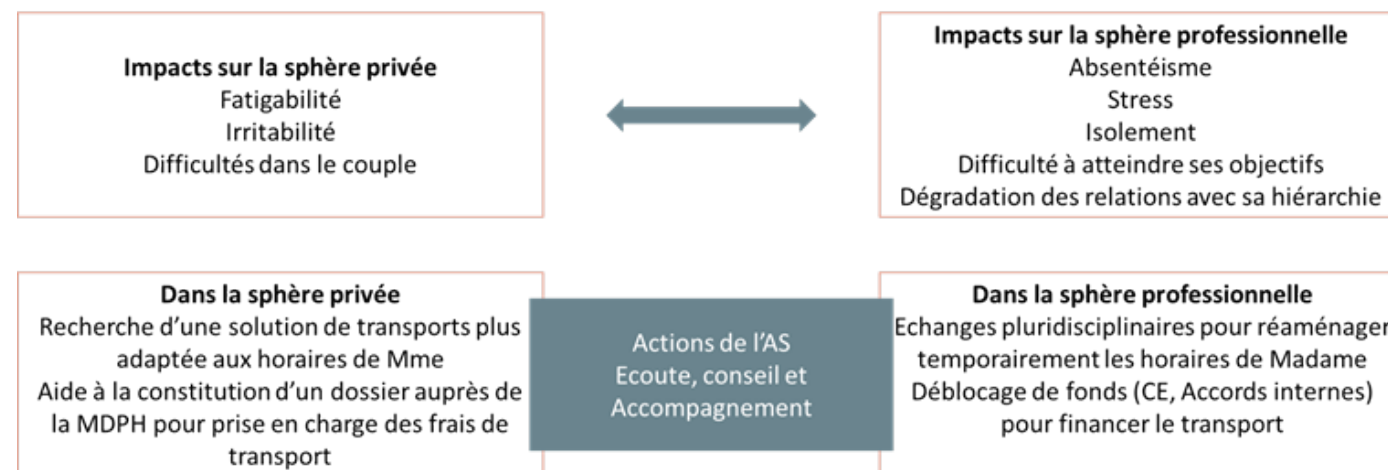 Impacts sur la sphère privée
Fatigabilité
Irritabilité
Difficultés dans le couple
Impacts sur la sphère professionnelle
Absentéisme
Stress
Isolement
Difficulté à atteindre ses objectifs
Dégradation des relations avec sa hiérarchie
Dans la sphère privée
Recherche d’une solution de transports plus
adaptée aux horaires de Mme
Aide à la constitution d’un dossier auprès de
la MDPH pour prise en charge des frais de
transport
Actions de l’AS
Ecoute, conseil et
Accompagnement
Dans la sphère professionnelle
Echanges pluridisciplinaires pour réaménager
temporairement les horaires de Madame
Déblocage de fonds (CE, Accords internes)
pour financer le transport